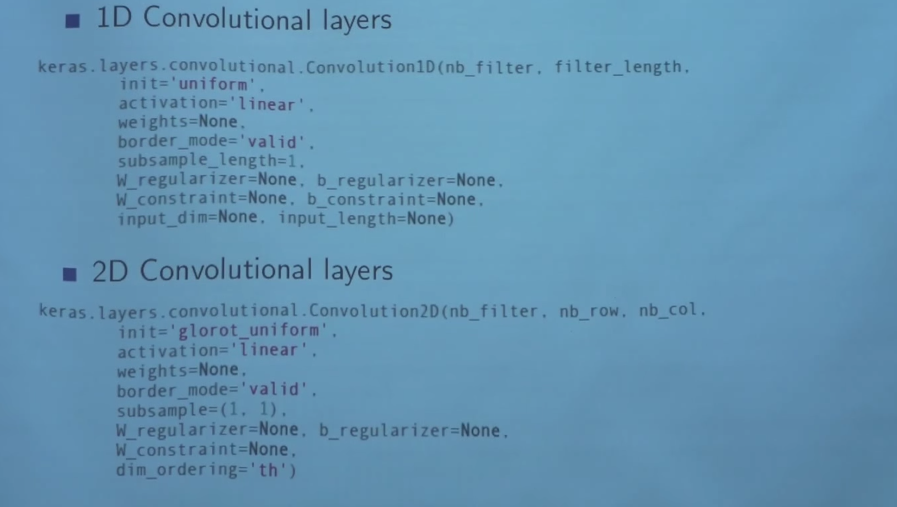 1D Convolutional layers
keras.layers.convolutional.Convolution1D(nb_filter, filter_length,
init='uniform',
activation='linear',
weights=None,
border_mode='valid',
subsample_length=1,
W_regularizer=None, b_regularizer=None,
W_constraint=None, b_constraint=None,
input_dim=None, input_length=None)
2D Convolutional layers
keras.layers.convolutional.Convolution2D(nb_filter, nb_row, nb_col,
init='glorot_uniform',
activation='linear',
weights=None,
border_mode='valid',
subsample=(1, 1),
W_regularizer=None, b_regularizer=None,
W_constraint=None,
dim_ordering='th')